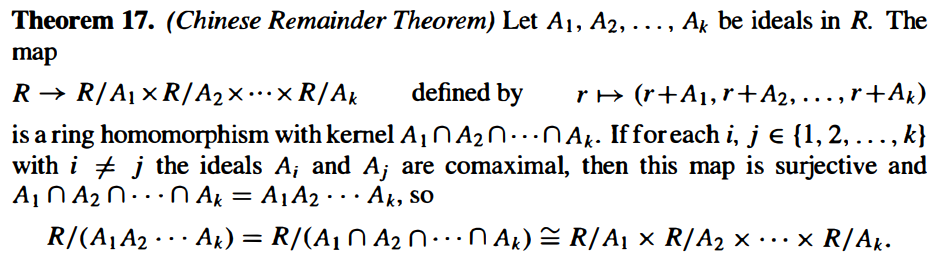 Theorem 17. (Chinese Remainder Theorem) Let A₁, A₂, . . . , Aₖ be ideals in R. The
map
R → R/A₁ × R/A₂ × ··· × R/Aₖ defined by r ↦ (r+A₁, r+A₂, . . . , r+Aₖ)
is a ring homomorphism with kernel A₁ ∩ A₂ ∩ ··· ∩ Aₖ. If for each i, j ∈ {1, 2, . . . , k}
with i ≠ j the ideals Aᵢ and Aⱼ are comaximal, then this map is surjective and
A₁ ∩ A₂ ∩ ··· ∩ Aₖ = A₁A₂ ··· Aₖ, so
R/(A₁A₂ ··· Aₖ) = R/(A₁ ∩ A₂ ∩ ··· ∩ Aₖ) ≅ R/A₁ × R/A₂ × ··· × R/Aₖ.